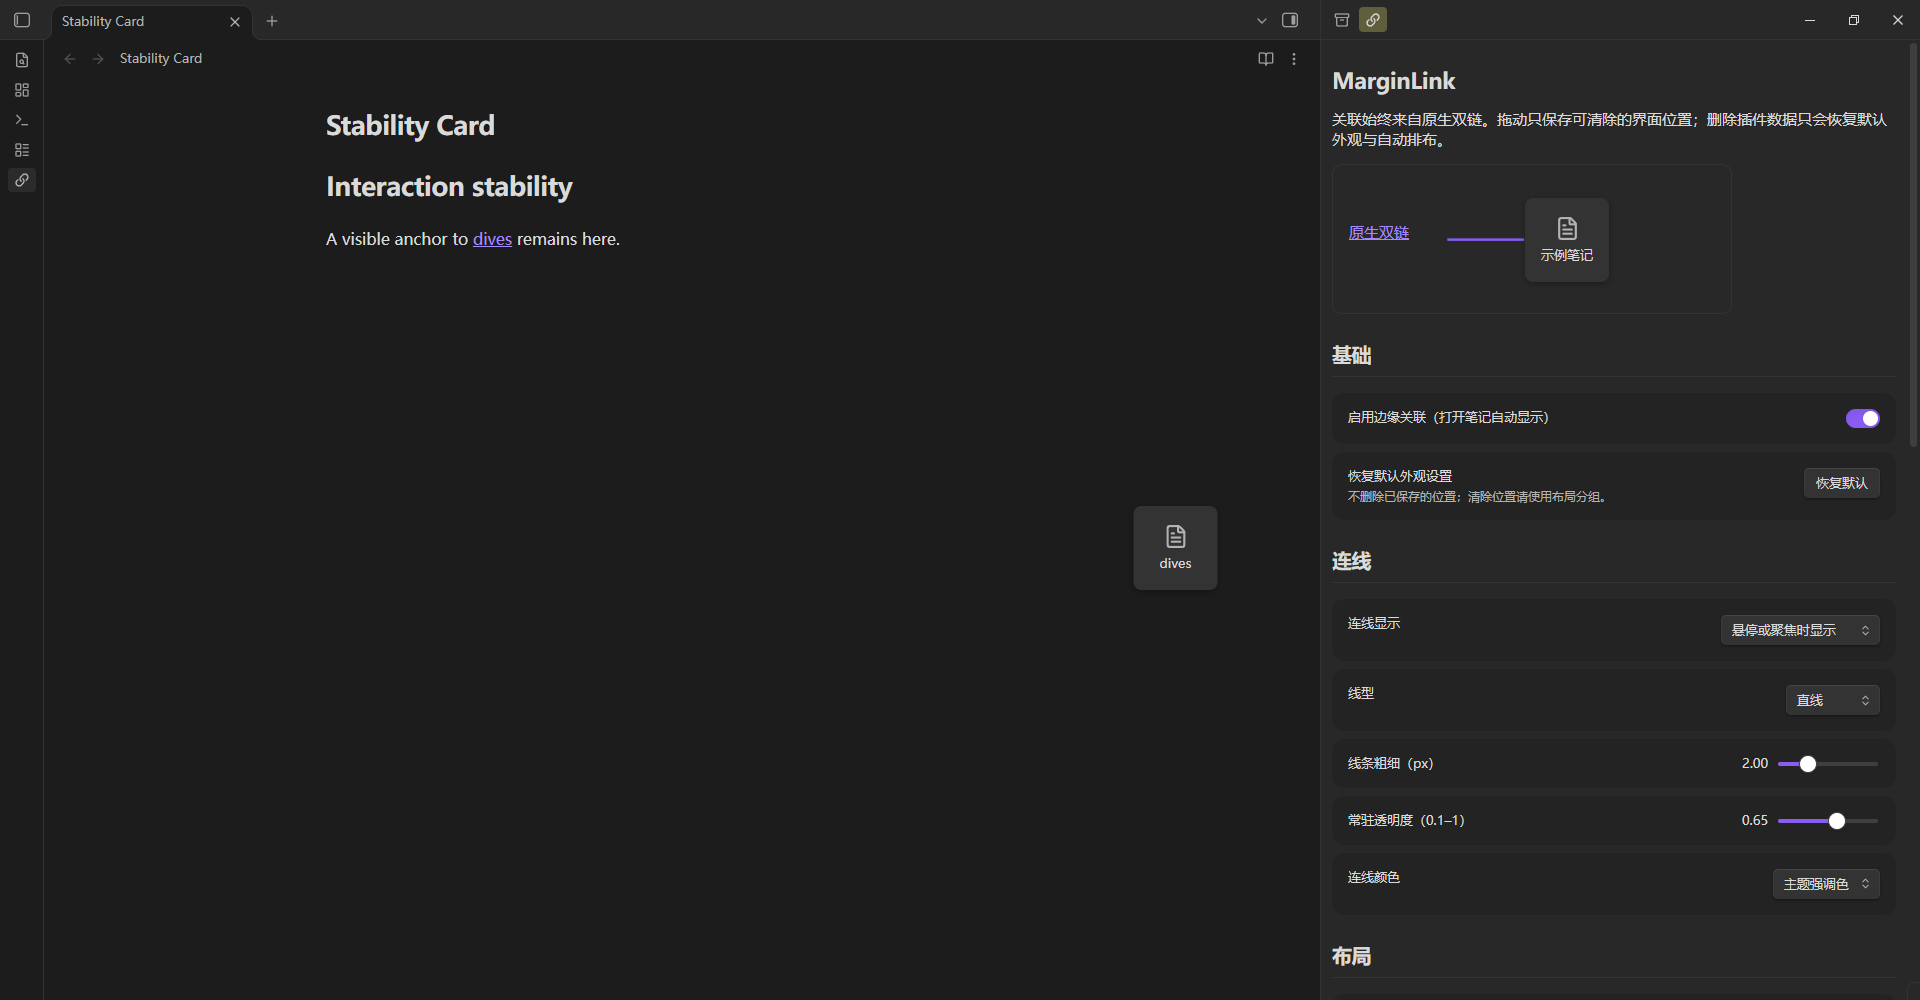 Stability Card
Stability Card
Stability Card
Interaction stability
A visible anchor to dives remains here.
dives
MarginLink
关联始终来自原生双链。拖动只保存可清除的界面位置；删除插件数据只会恢复默认
外观与自动排布。
原生双链
示例笔记
基础
启用边缘关联（打开笔记自动显示）
恢复默认外观设置
不删除已保存的位置；清除位置请使用布局分组。
恢复默认
连线
连线显示
悬停或聚焦时显示
线型
直线
线条粗细（px）
2.00
常驻透明度（0.1–1）
0.65
连线颜色
主题强调色
布局